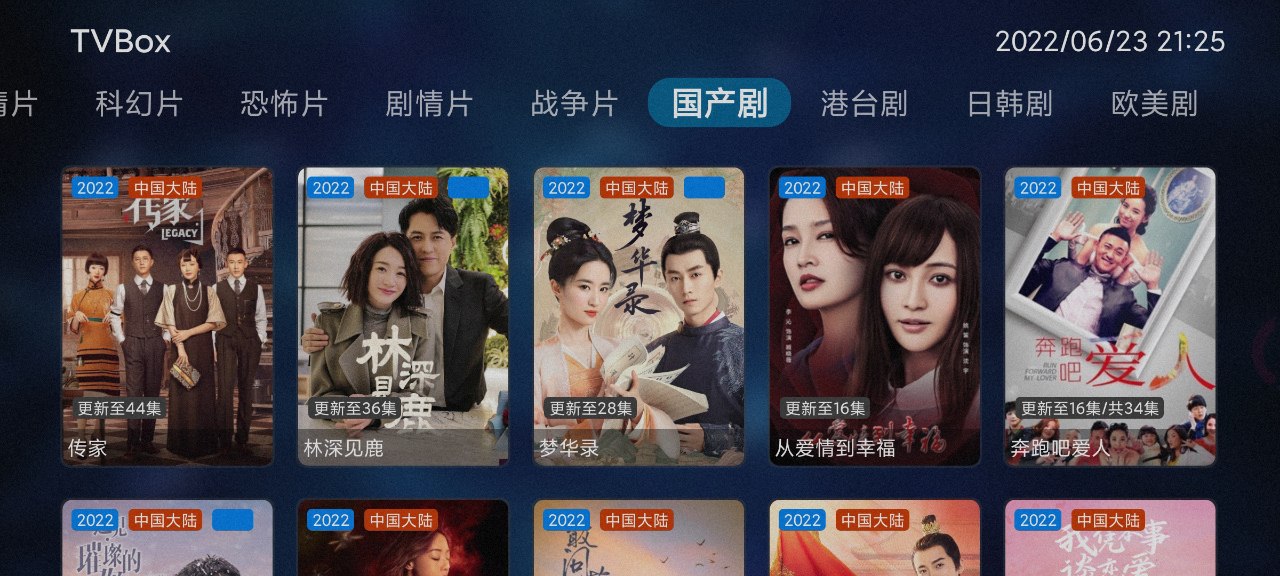 TVBox
2022/06/23 21:25
情片 科幻片 恐怖片 剧情片 战争片 国产剧 港台剧 日韩剧 欧美剧
2022 中国大陆
传家
LEGACY
更新至44集
传家
2022 中国大陆
林深见鹿
更新至36集
林深见鹿
2022 中国大陆
梦华录
更新至28集
梦华录
2022 中国大陆
更新至16集
从爱情到幸福
2022 中国大陆
奔跑吧爱人
RUN
FORWARD
MY LOVER
更新至16集/共34集
奔跑吧爱人
2022 中国大陆
璀璨的
2022 中国大陆
2022 中国大陆
敢问
2022 中国大陆
2022 中国大陆